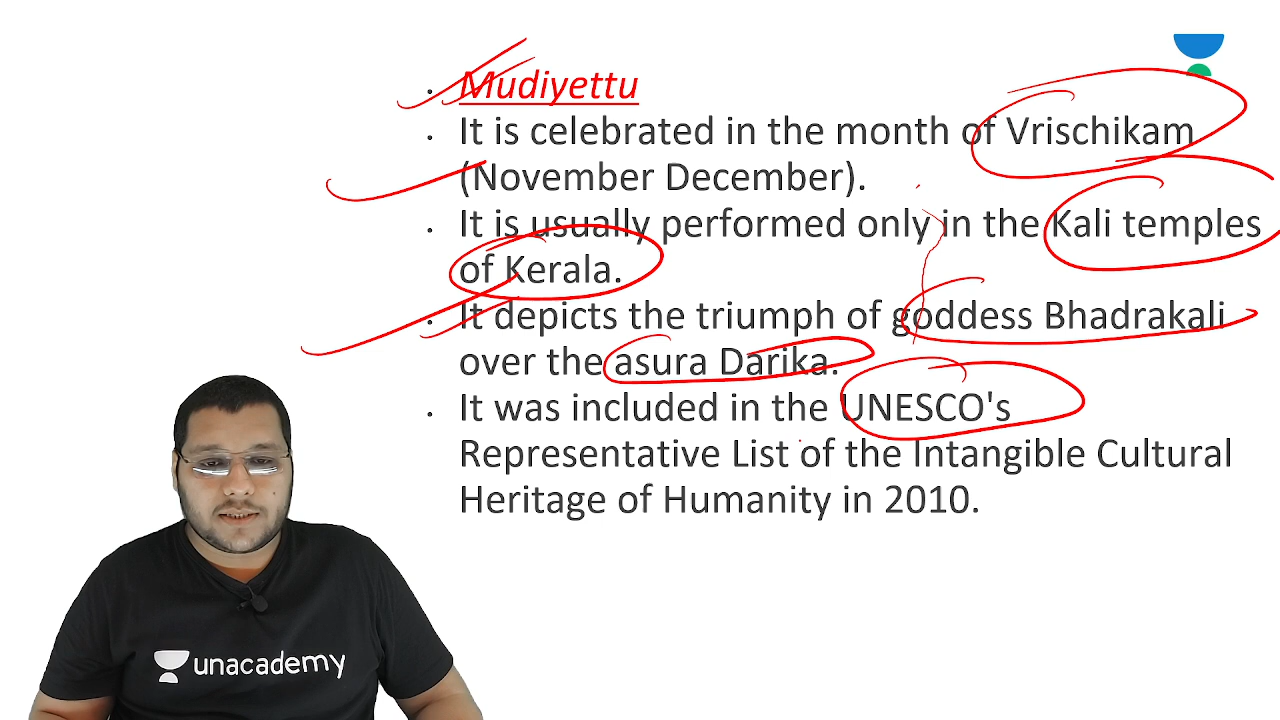 Mudiyettu
It is celebrated in the month of Vrischikam
(November December).
It is usually performed only in the Kali temples
of Kerala.
It depicts the triumph of goddess Bhadrakali
over the asura Darika.
It was included in the UNESCO's
Representative List of the Intangible Cultural
Heritage of Humanity in 2010.
unacademy